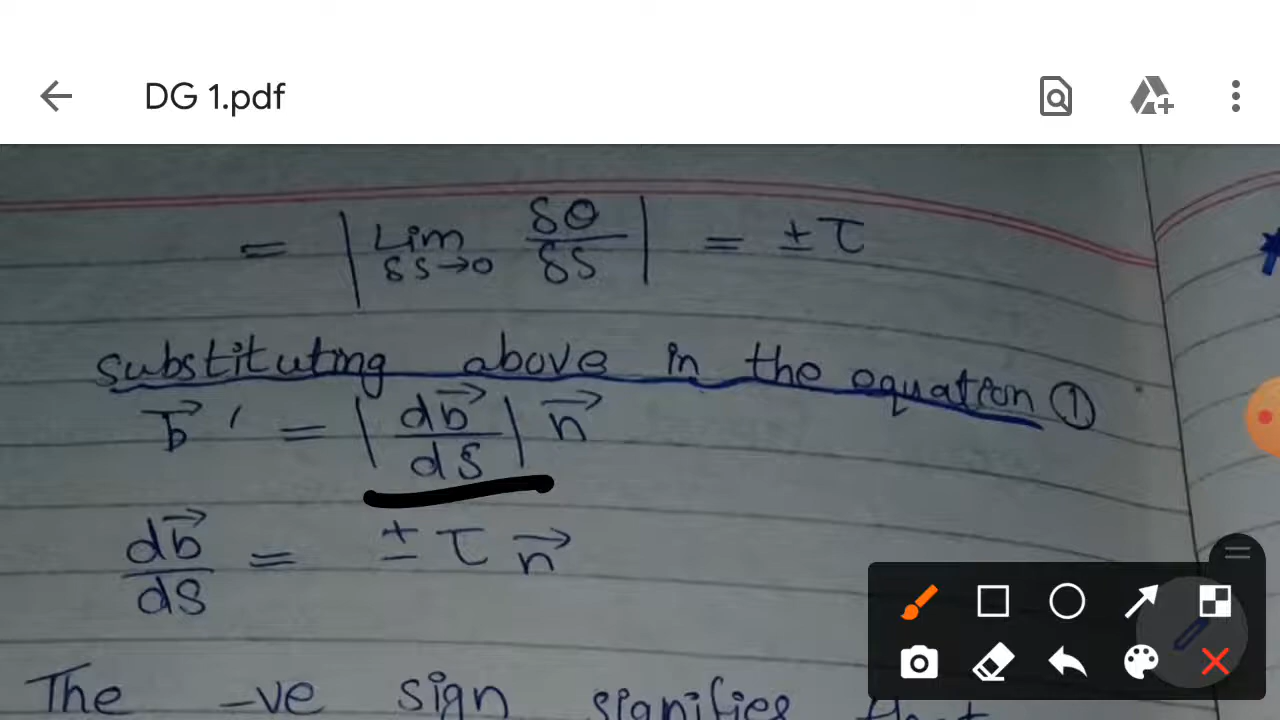 DG 1.pdf
= | Lim δs→0 δθ/δs | = ± τ
substituting above in the equation ①
b⃗ ' = | db⃗/ds | n⃗
db⃗/ds = ± τ n⃗
The -ve sign signifies that